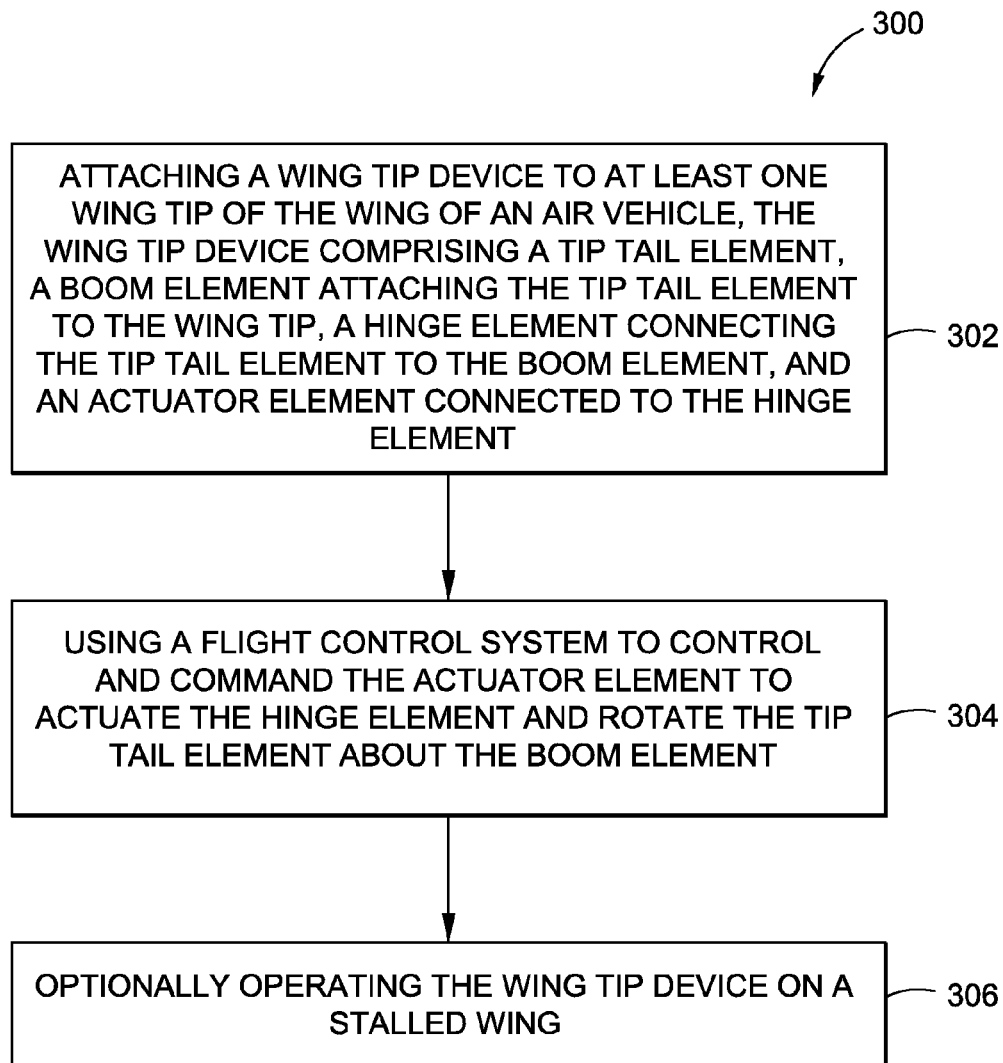 300
ATTACHING A WING TIP DEVICE TO AT LEAST ONE
WING TIP OF THE WING OF AN AIR VEHICLE, THE
WING TIP DEVICE COMPRISING A TIP TAIL ELEMENT,
A BOOM ELEMENT ATTACHING THE TIP TAIL ELEMENT
TO THE WING TIP, A HINGE ELEMENT CONNECTING
THE TIP TAIL ELEMENT TO THE BOOM ELEMENT, AND
AN ACTUATOR ELEMENT CONNECTED TO THE HINGE
ELEMENT
302
USING A FLIGHT CONTROL SYSTEM TO CONTROL
AND COMMAND THE ACTUATOR ELEMENT TO
ACTUATE THE HINGE ELEMENT AND ROTATE THE TIP
TAIL ELEMENT ABOUT THE BOOM ELEMENT
304
OPTIONALLY OPERATING THE WING TIP DEVICE ON A
STALLED WING
306